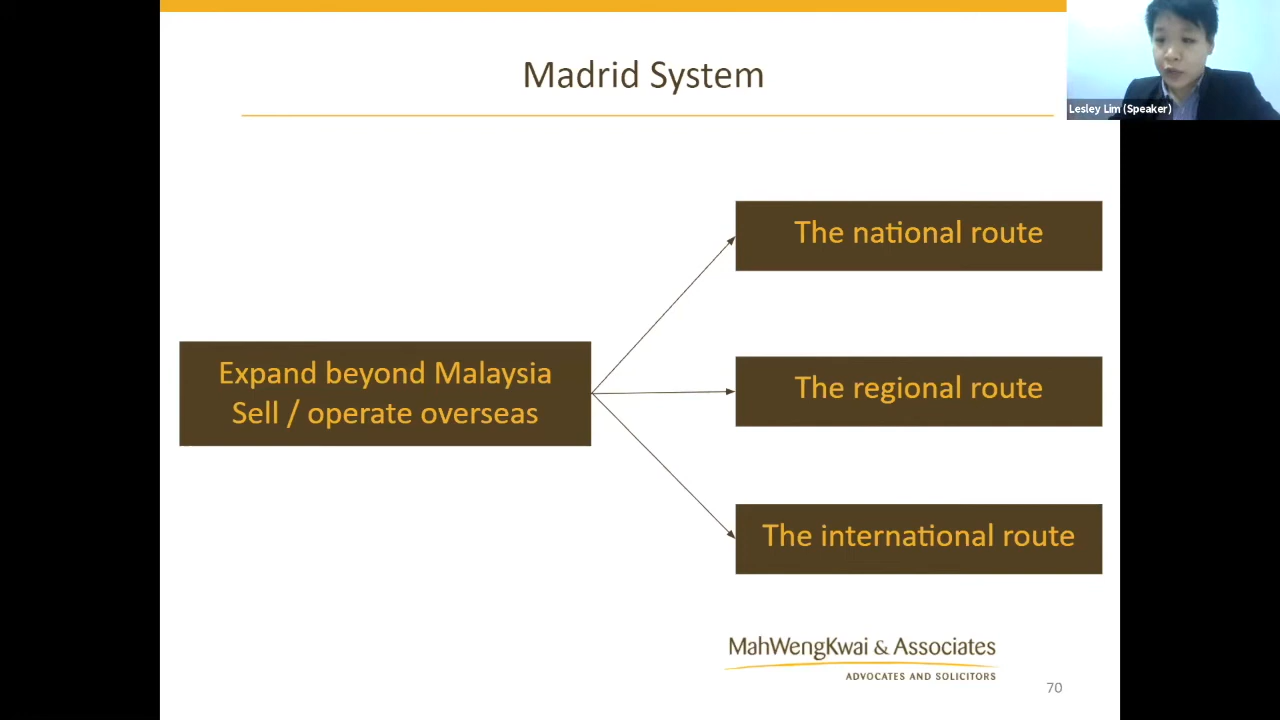 Madrid System
Lesley Lim (Speaker)
The national route
Expand beyond Malaysia
Sell / operate overseas
The regional route
The international route
MahWengKwai & Associates
ADVOCATES AND SOLICITORS
70